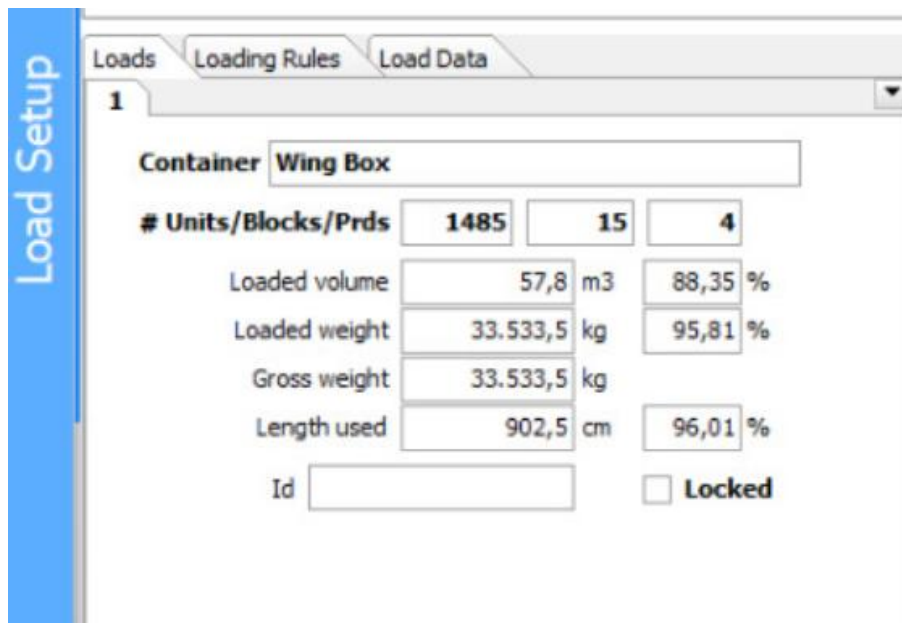 Load Setup
Loads Loading Rules Load Data
1
Container Wing Box
# Units/Blocks/Prds 1485 15 4
Loaded volume 57,8 m3 88,35 %
Loaded weight 33.533,5 kg 95,81 %
Gross weight 33.533,5 kg
Length used 902,5 cm 96,01 %
Id Locked